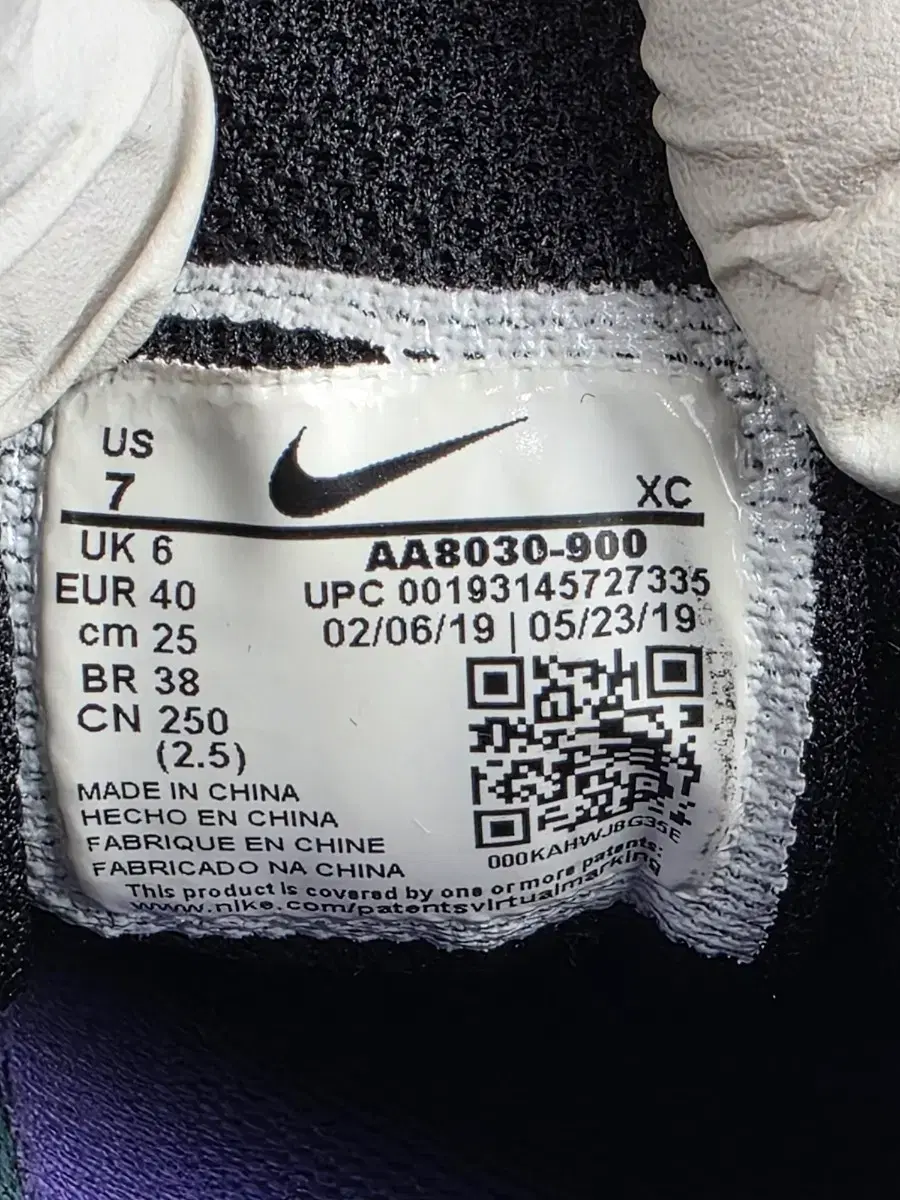 US
7
XC
UK 6
EUR 40
cm 25
BR 38
CN 250
(2.5)
AA8030-900
UPC 00193145727335
02/06/19 | 05/23/19
000KAHWJ8G35E
MADE IN CHINA
HECHO EN CHINA
FABRIQUE EN CHINE
FABRICADO NA CHINA
This product is covered by one or more patents:
www.nike.com/patentsvirtualmarking